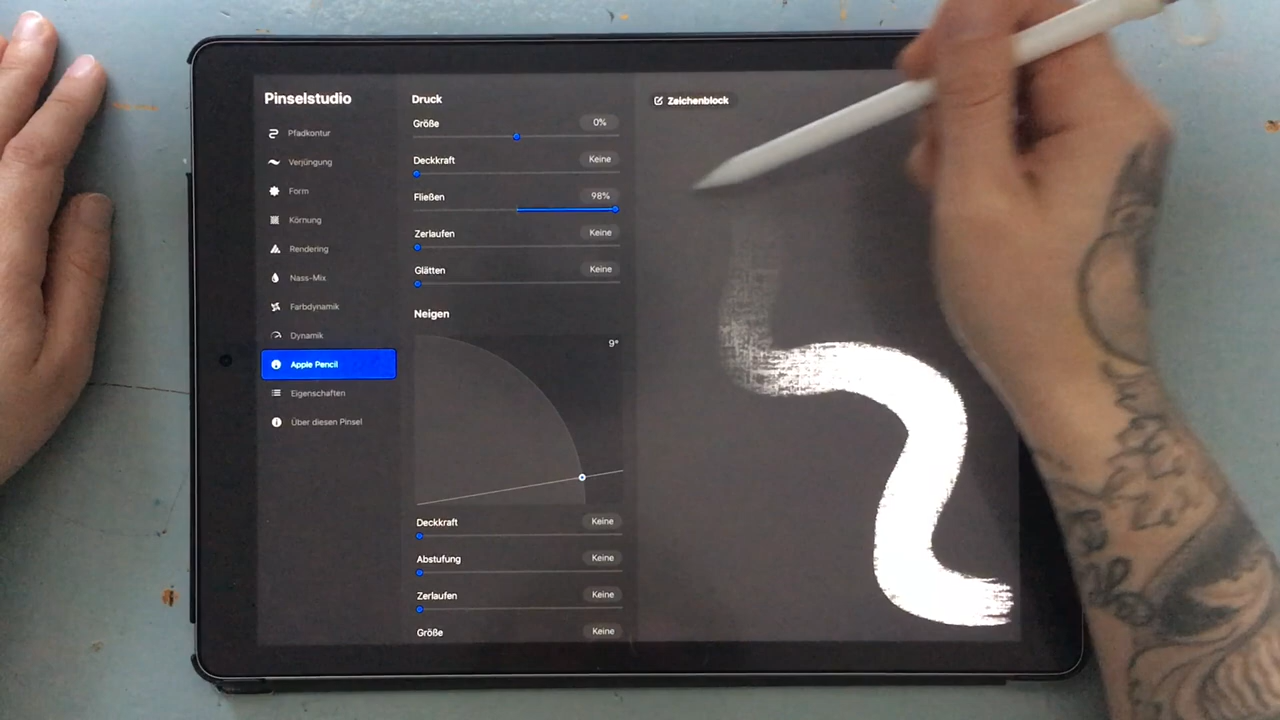 Pinselstudio
Pfadkontur
Verjüngung
Form
Körnung
Rendering
Nass-Mix
Farbdynamik
Dynamik
Apple Pencil
Eigenschaften
Über diesen Pinsel
Druck
Größe 0%
Deckkraft Keine
Fließen 98%
Zerlaufen Keine
Glätten Keine
Neigen
9°
Deckkraft Keine
Abstufung Keine
Zerlaufen Keine
Größe Keine
Zeichenblock